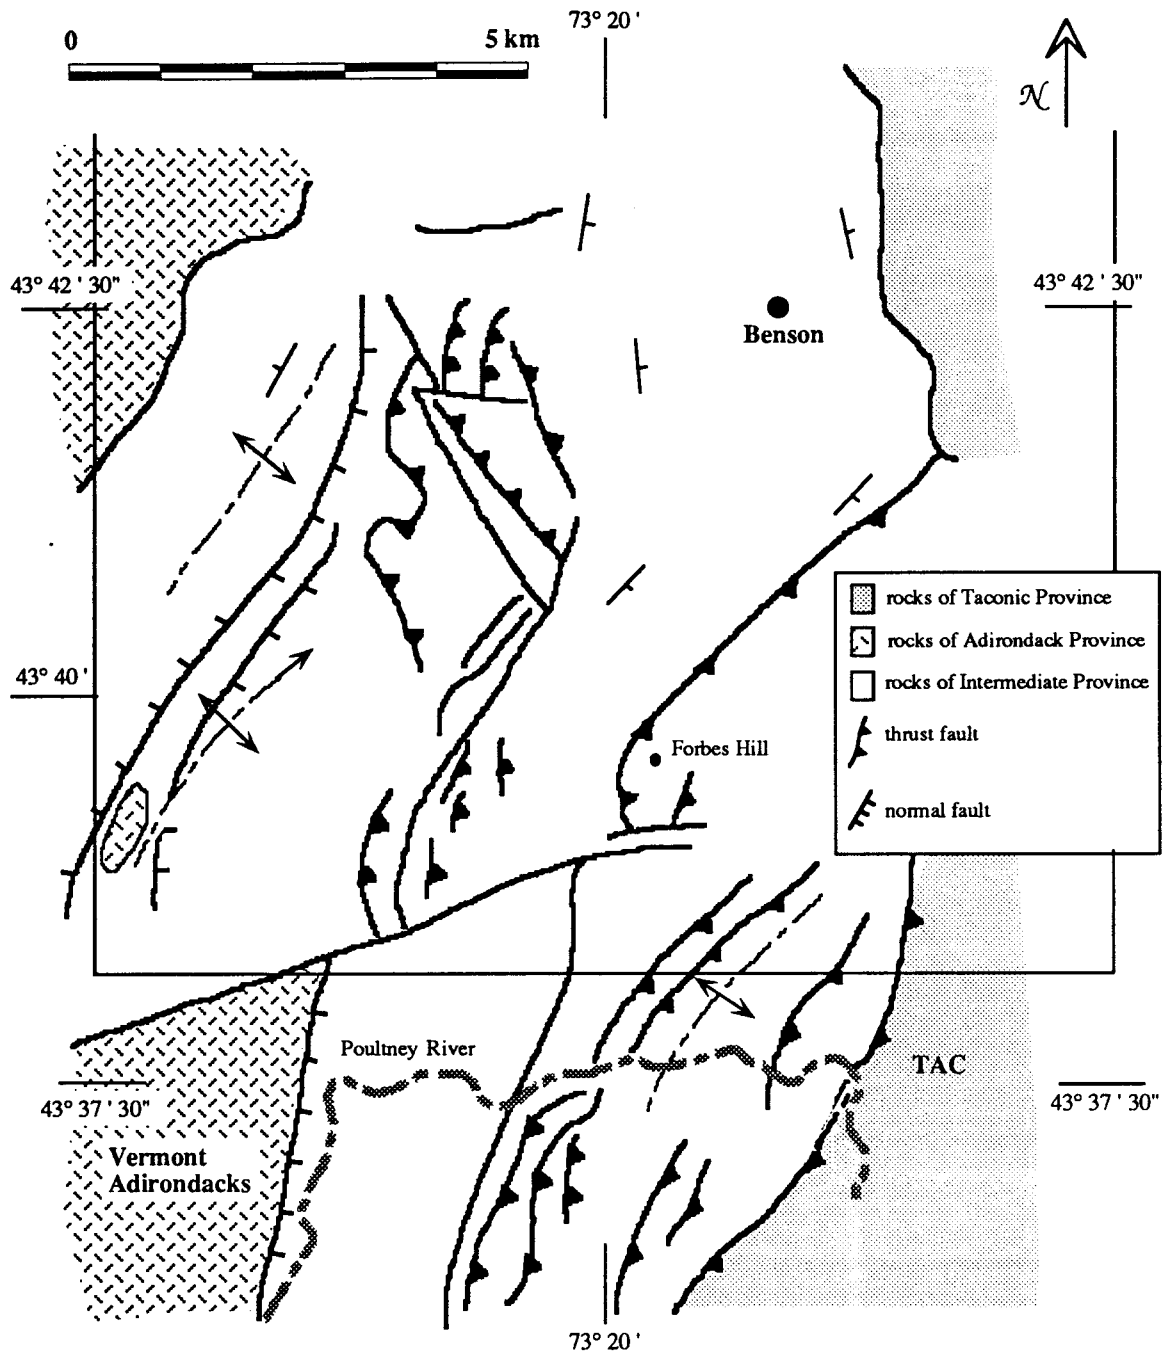 73° 20 '
0
5 km
N
43° 42 ' 30"
43° 42 ' 30"
Benson
rocks of Taconic Province
rocks of Adirondack Province
rocks of Intermediate Province
thrust fault
normal fault
43° 40 '
Forbes Hill
Poultney River
TAC
43° 37 ' 30"
43° 37 ' 30"
Vermont
Adirondacks
73° 20 '